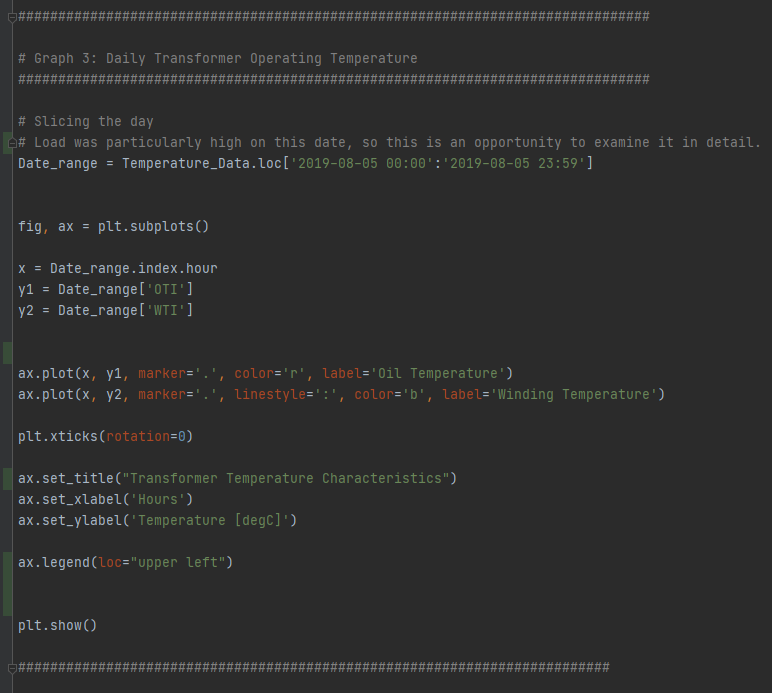 ###############################################################################
# Graph 3: Daily Transformer Operating Temperature
###############################################################################
# Slicing the day
# Load was particularly high on this date, so this is an opportunity to examine it in detail.
Date_range = Temperature_Data.loc['2019-08-05 00:00':'2019-08-05 23:59']
fig, ax = plt.subplots()
x = Date_range.index.hour
y1 = Date_range['OTI']
y2 = Date_range['WTI']
ax.plot(x, y1, marker='.', color='r', label='Oil Temperature')
ax.plot(x, y2, marker='.', linestyle=':', color='b', label='Winding Temperature')
plt.xticks(rotation=0)
ax.set_title("Transformer Temperature Characteristics")
ax.set_xlabel('Hours')
ax.set_ylabel('Temperature [degC]')
ax.legend(loc="upper left")
plt.show()
##########################################################################